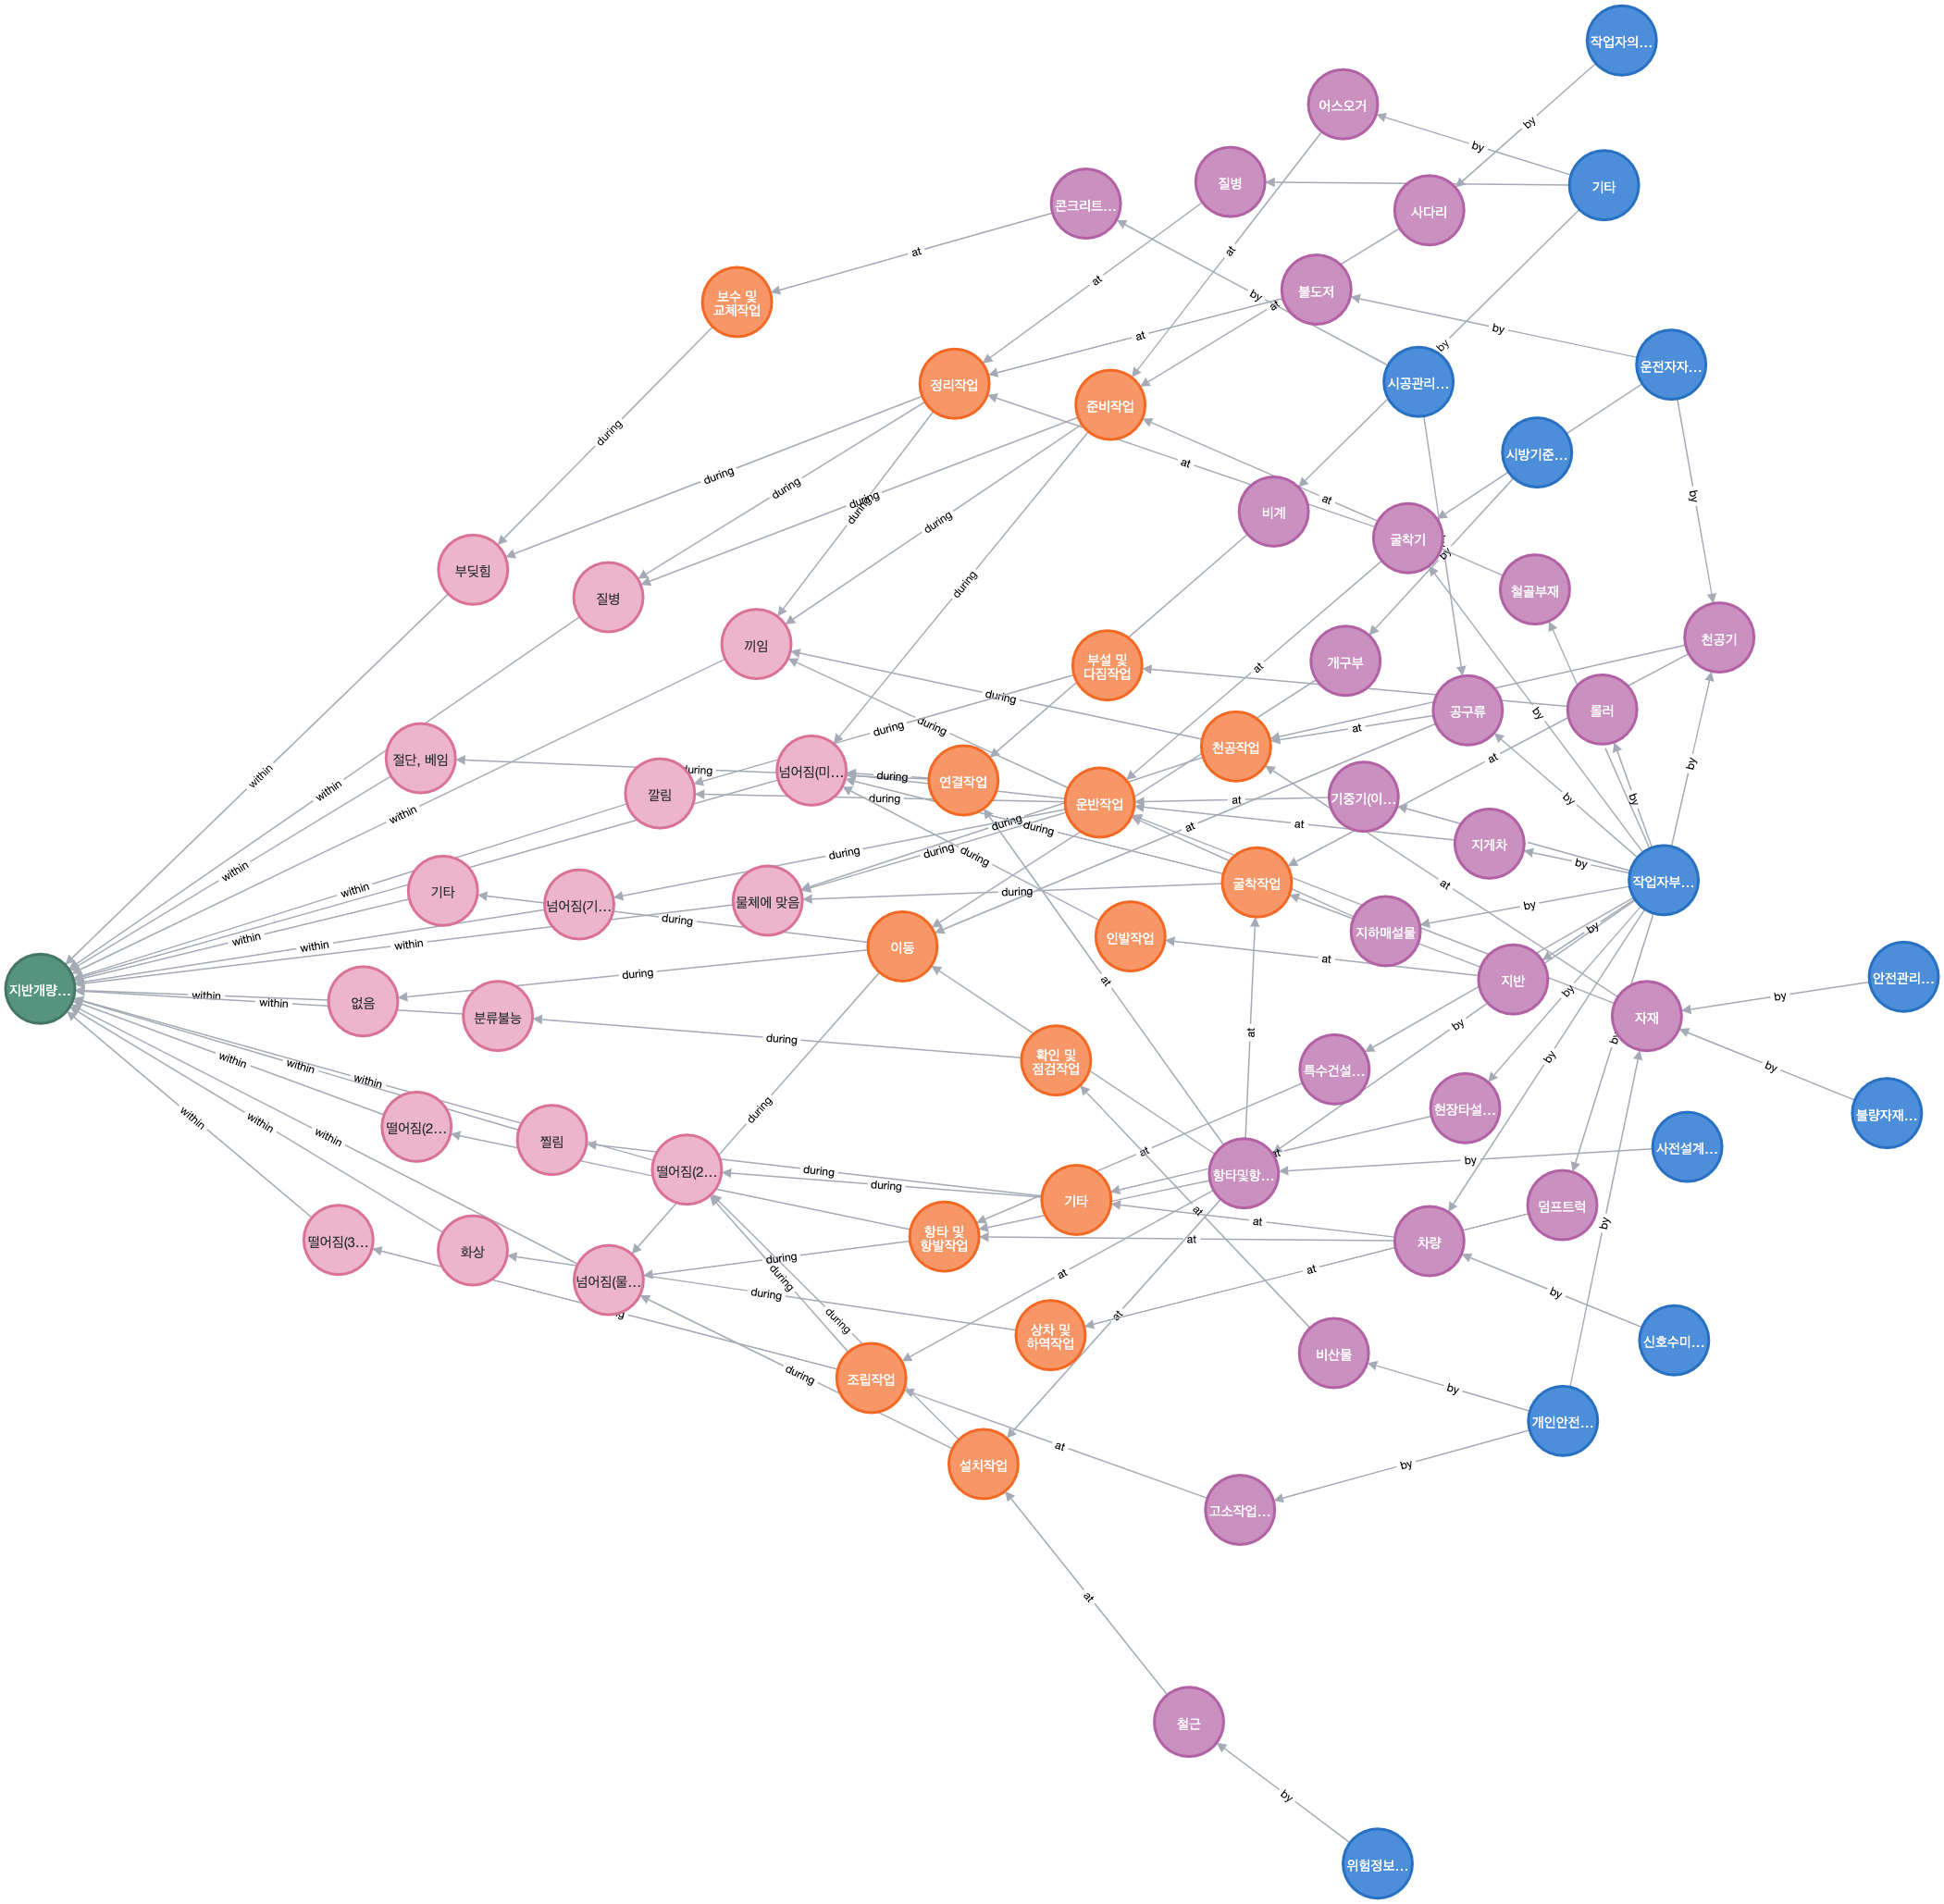 작업자의…
어스오거
by
by
질병
기타
사다리
콘크리트…
at
at
at
보수 및
교체작업
불도저
by
at
by
at
by
운전자자…
정리작업
시공관리…
준비작업
during
시방기준…
at
during
during
during
during
at
by
비계
during
굴착기
by
부딪힘
질병
during
철골부재
끼임
천공기
부설 및
다짐작업
at
개구부
during
공구류
롤러
by
during
during
천공작업
at
절단, 베임
within
during
넘어짐(미…
during
연결작업
at
by
within
깔림
during
운반작업
at
기중기(이…
by
by
within
during
during
at
at
지게차
during
during
during
by
작업자부…
within
굴착작업
at
within
기타
넘어짐(기…
물체에 맞음
during
by
during
인발작업
지하매설물
by
within
within
within
이동
at
안전관리…
지반개량…
during
지반
by
within
within
없음
at
by
분류불능
자재
at
by
during
확인 및
점검작업
by
within
within
by
특수건설…
by
within
during
현장타설…
불량자재…
within
떨어짐(2…
within
within
찜림
at
at
사전설계…
떨어짐(2…
during
by
during
항타및항…
기타
at
덤프트럭
by
떨어짐(3…
화상
항타 및
항발작업
at
at
차량
during
at
넘어짐(물…
during
at
during
by
during
at
상차 및
하역작업
신호수미…
비산물
during
조립작업
by
개인안전…
at
설치작업
by
고소작업…
at
철근
by
위험정보…